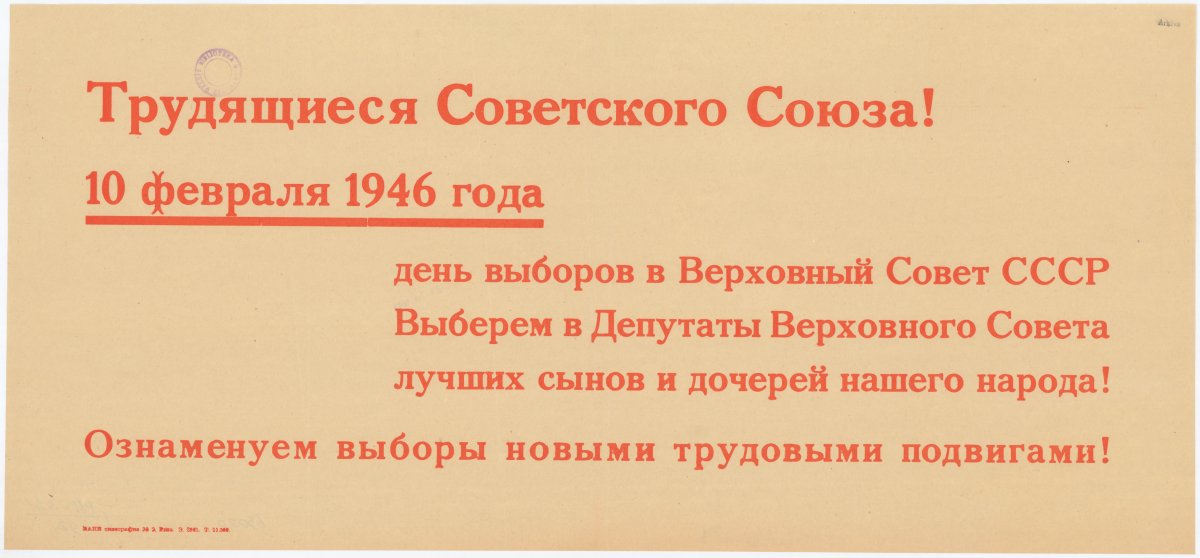 Трудящиеся Советского Союза!
10 февраля 1946 года
день выборов в Верховный Совет СССР
Выберем в Депутаты Верховного Совета
лучших сынов и дочерей нашего народа!
Ознаменуем выборы новыми трудовыми подвигами!